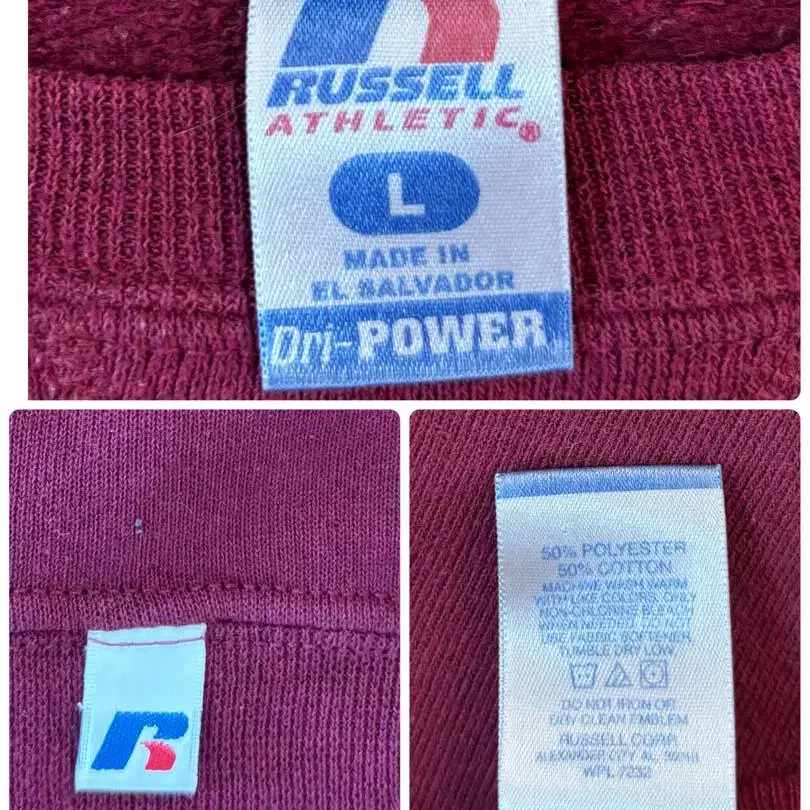 RUSSELL
ATHLETIC®
L
MADE IN
EL SALVADOR
Dri-POWER
R
50% POLYESTER
50% COTTON
MACHINE WASH WARM
WITH LIKE COLORS, ONLY
NON-CHLORINE BLEACH
WHEN NEEDED, DO NOT
USE FABRIC SOFTENER,
TUMBLE DRY LOW
DO NOT IRON OR
DRY CLEAN EMBLEM
RUSSELL CORP.
ALEXANDER CITY, AL
WPL 7232